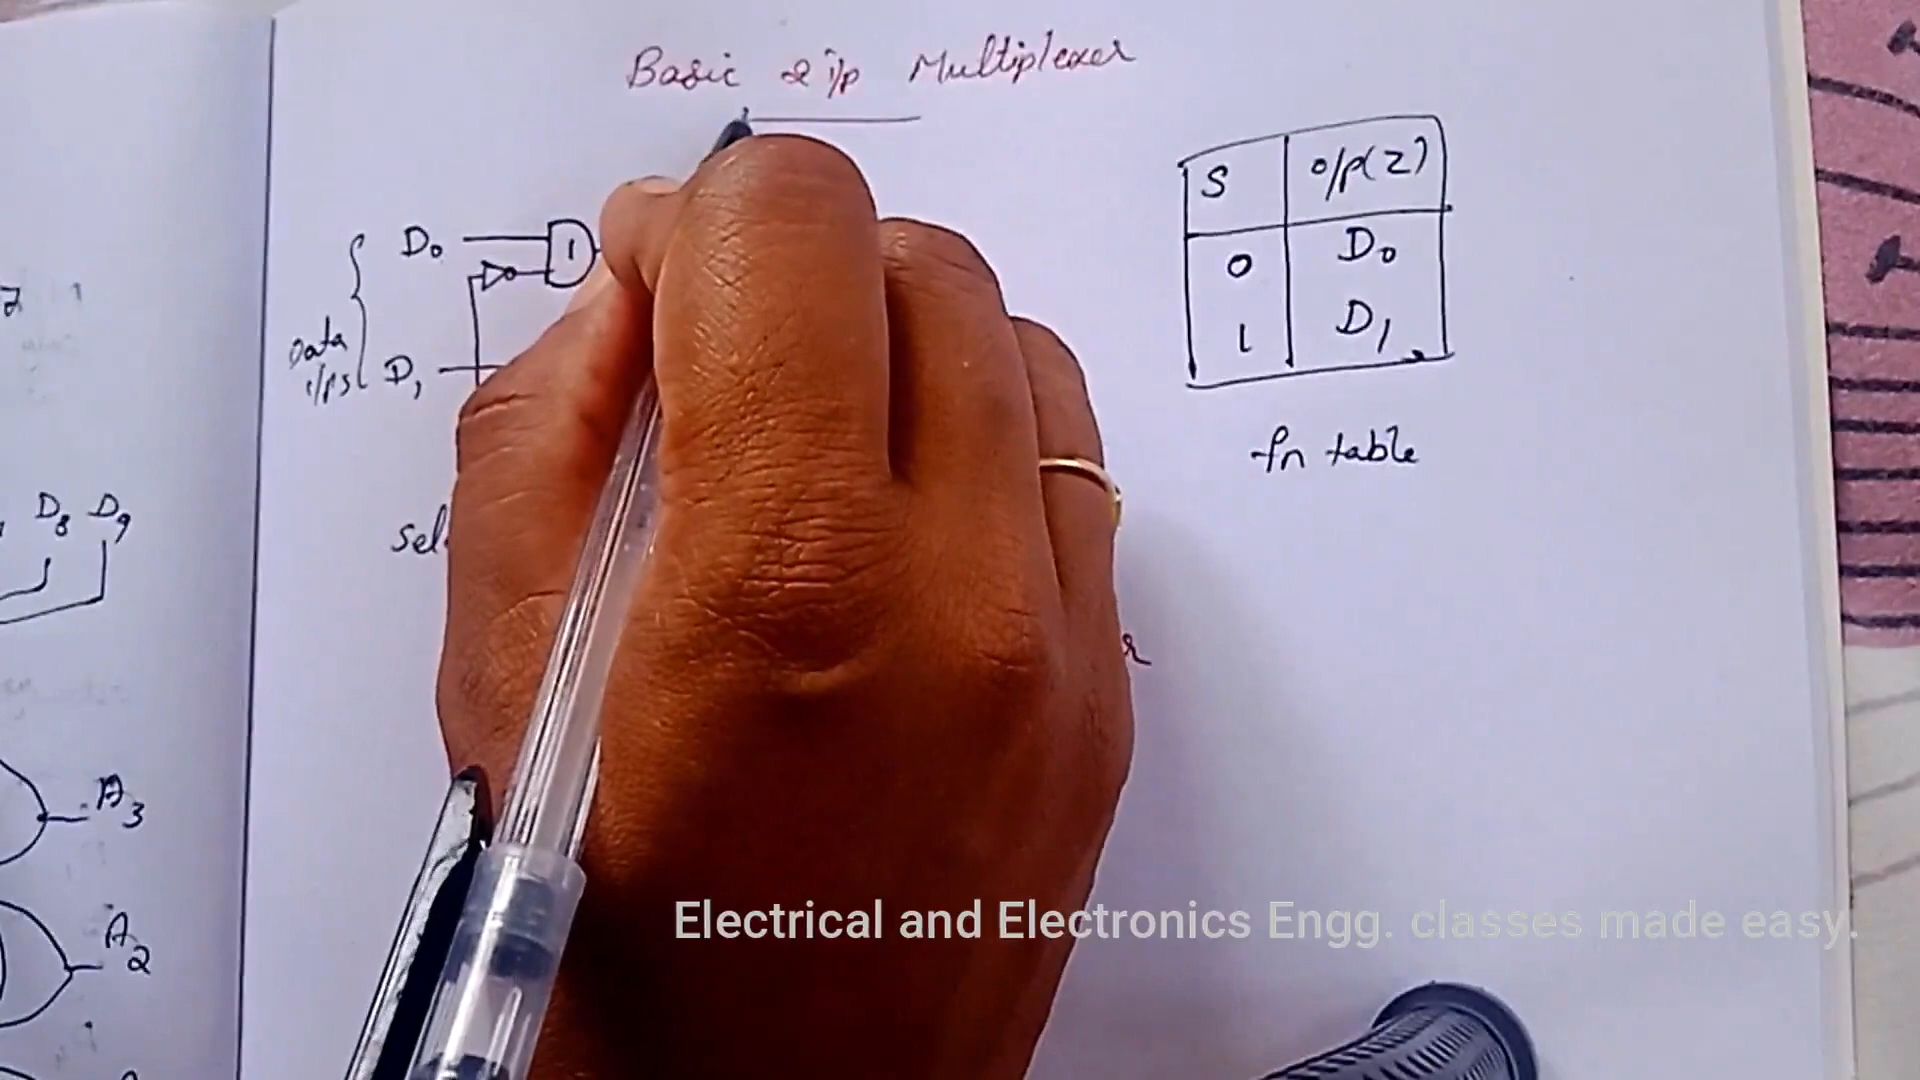 Basic 2 i/p Multiplexer
S o/p(Z)
0 D0
1 D1
fn table
D0
1
Data
i/ps
D1
Sel
D8 D9
A3
A2
Electrical and Electronics Engg. classes made easy.